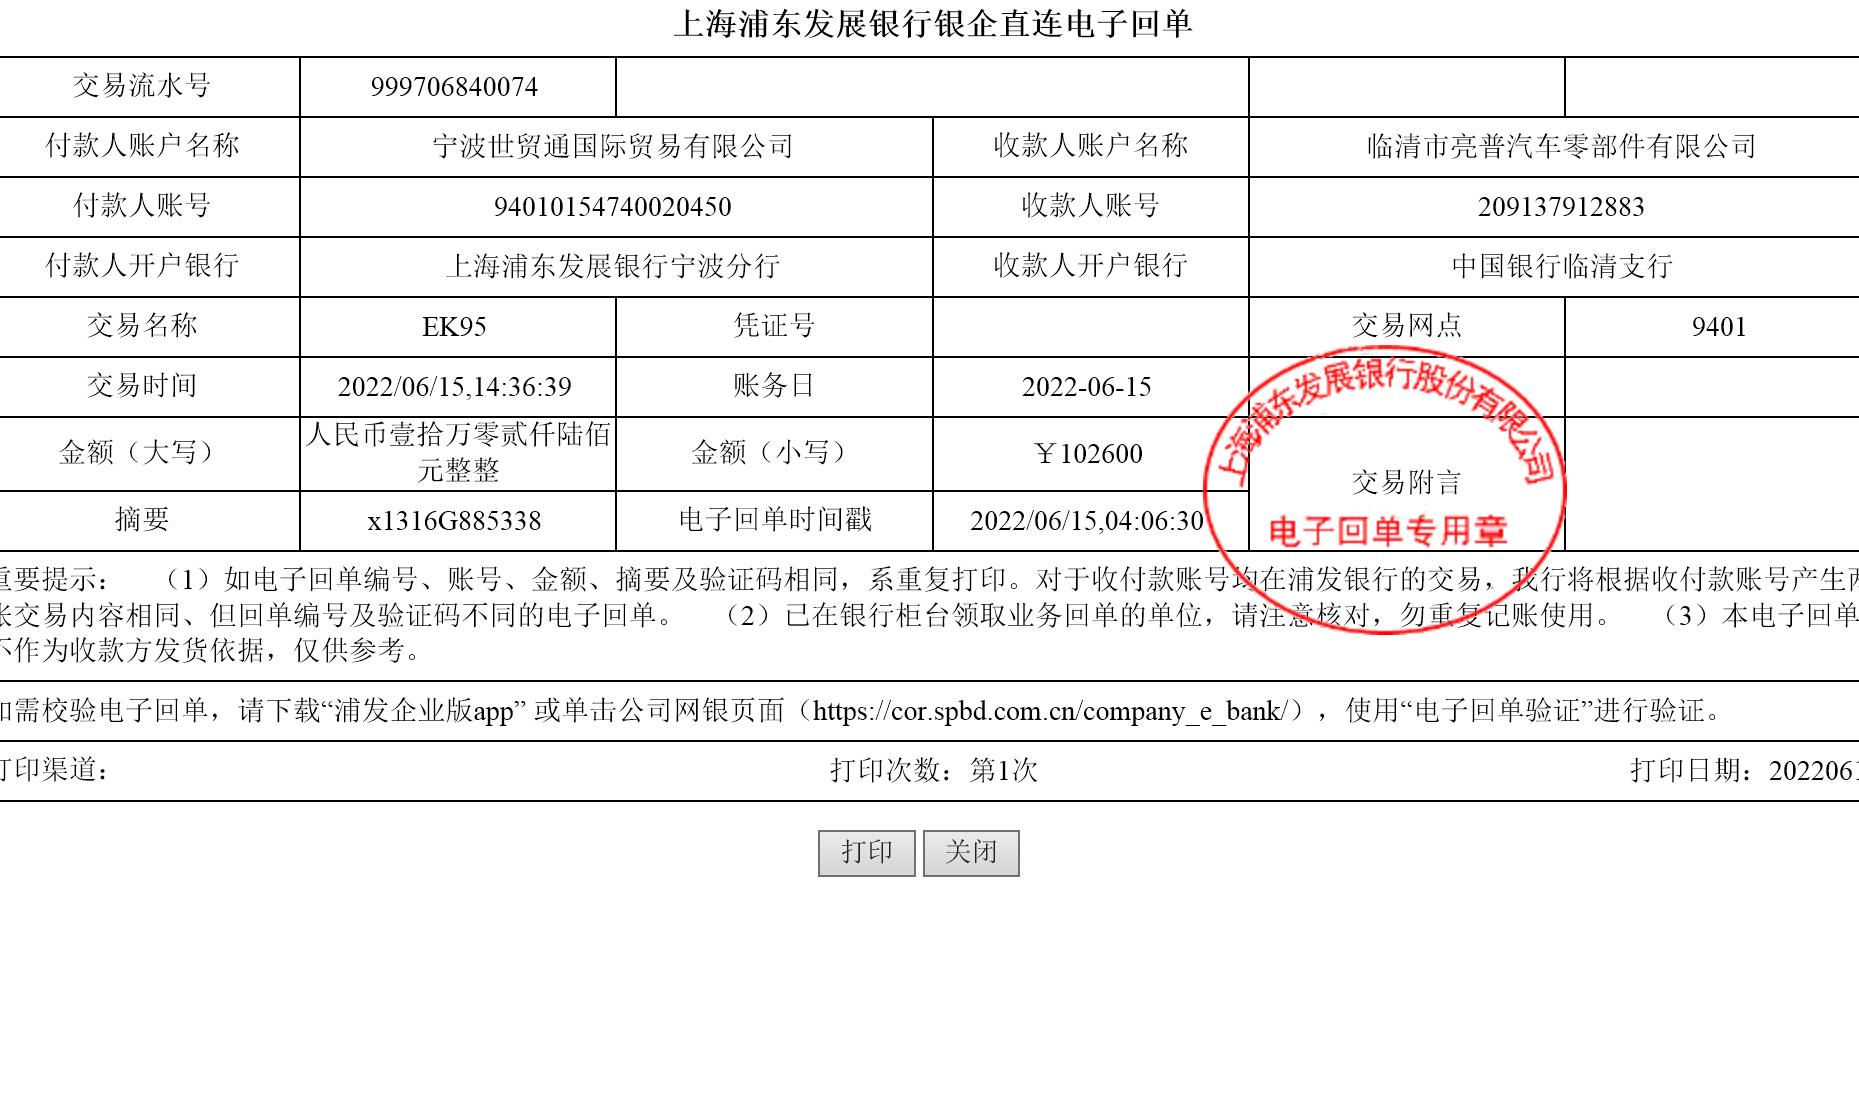 上海浦东发展银行银企直连电子回单
交易流水号 999706840074
付款人账户名称 宁波世贸通国际贸易有限公司 收款人账户名称 临清市亮普汽车零部件有限公司
付款人账号 94010154740020450 收款人账号 209137912883
付款人开户银行 上海浦东发展银行宁波分行 收款人开户银行 中国银行临清支行
交易名称 EK95 凭证号 交易网点 9401
交易时间 2022/06/15,14:36:39 账务日 2022-06-15
金额（大写） 人民币壹拾万零贰仟陆佰
元整整
金额（小写） ￥102600
交易附言
摘要 x1316G885338 电子回单时间戳 2022/06/15,04:06:30
上海浦东发展银行股份有限公司
电子回单专用章
重要提示： （1）如电子回单编号、账号、金额、摘要及验证码相同，系重复打印。对于收付款账号均在浦发银行的交易，我行将根据收付款账号产生两
张交易内容相同、但回单编号及验证码不同的电子回单。 （2）已在银行柜台领取业务回单的单位，请注意核对，勿重复记账使用。 （3）本电子回单
不作为收款方发货依据，仅供参考。
如需校验电子回单，请下载“浦发企业版app” 或单击公司网银页面（https://cor.spbd.com.cn/company_e_bank/），使用“电子回单验证”进行验证。
打印渠道： 打印次数：第1次 打印日期：2022061
打印 关闭